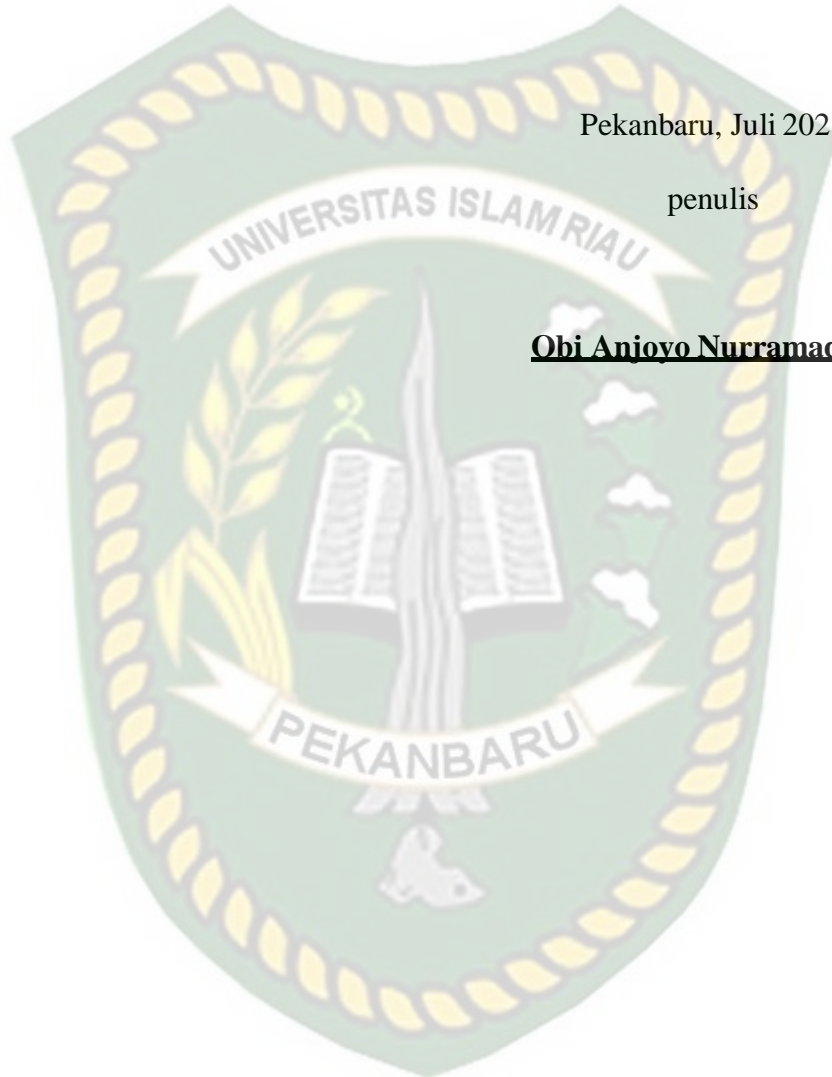 Pekanbaru, Juli 202
penulis
UNIVERSITAS ISLAM RIAU
Obi Anjoyo Nurramad
PEKANBARU